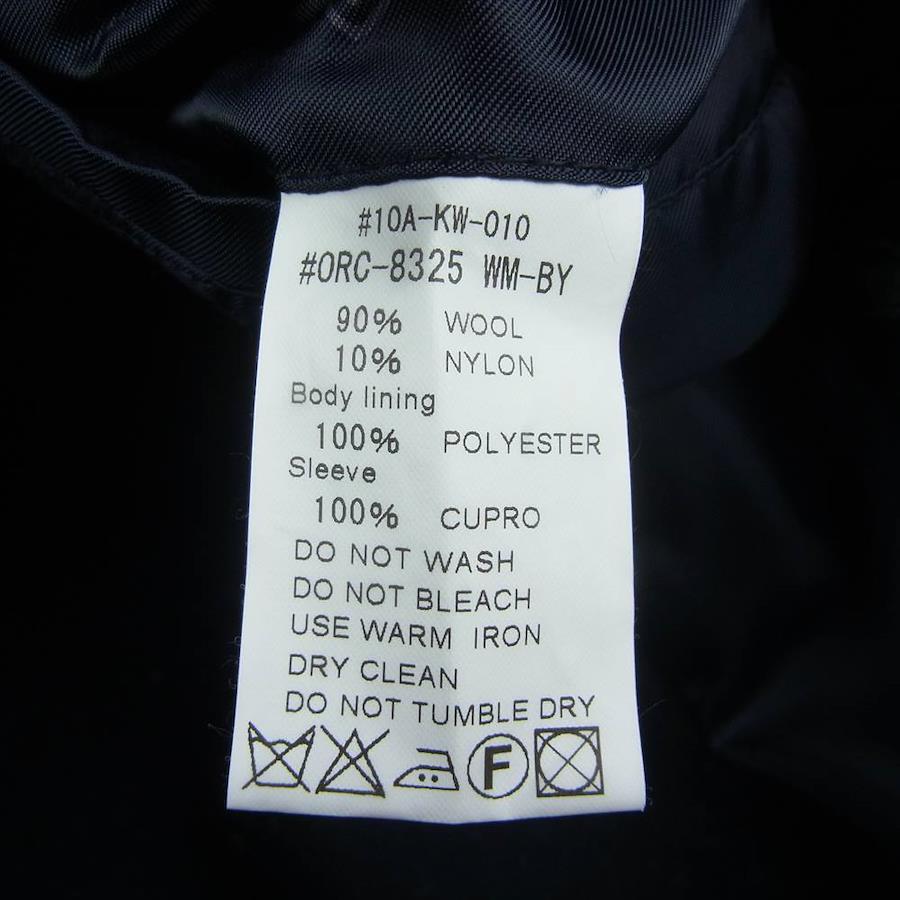 #10A-KW-010
#ORC-8325 WM-BY
90% WOOL
10% NYLON
Body lining
100% POLYESTER
Sleeve
100% CUPRO
DO NOT WASH
DO NOT BLEACH
USE WARM IRON
DRY CLEAN
DO NOT TUMBLE DRY
F